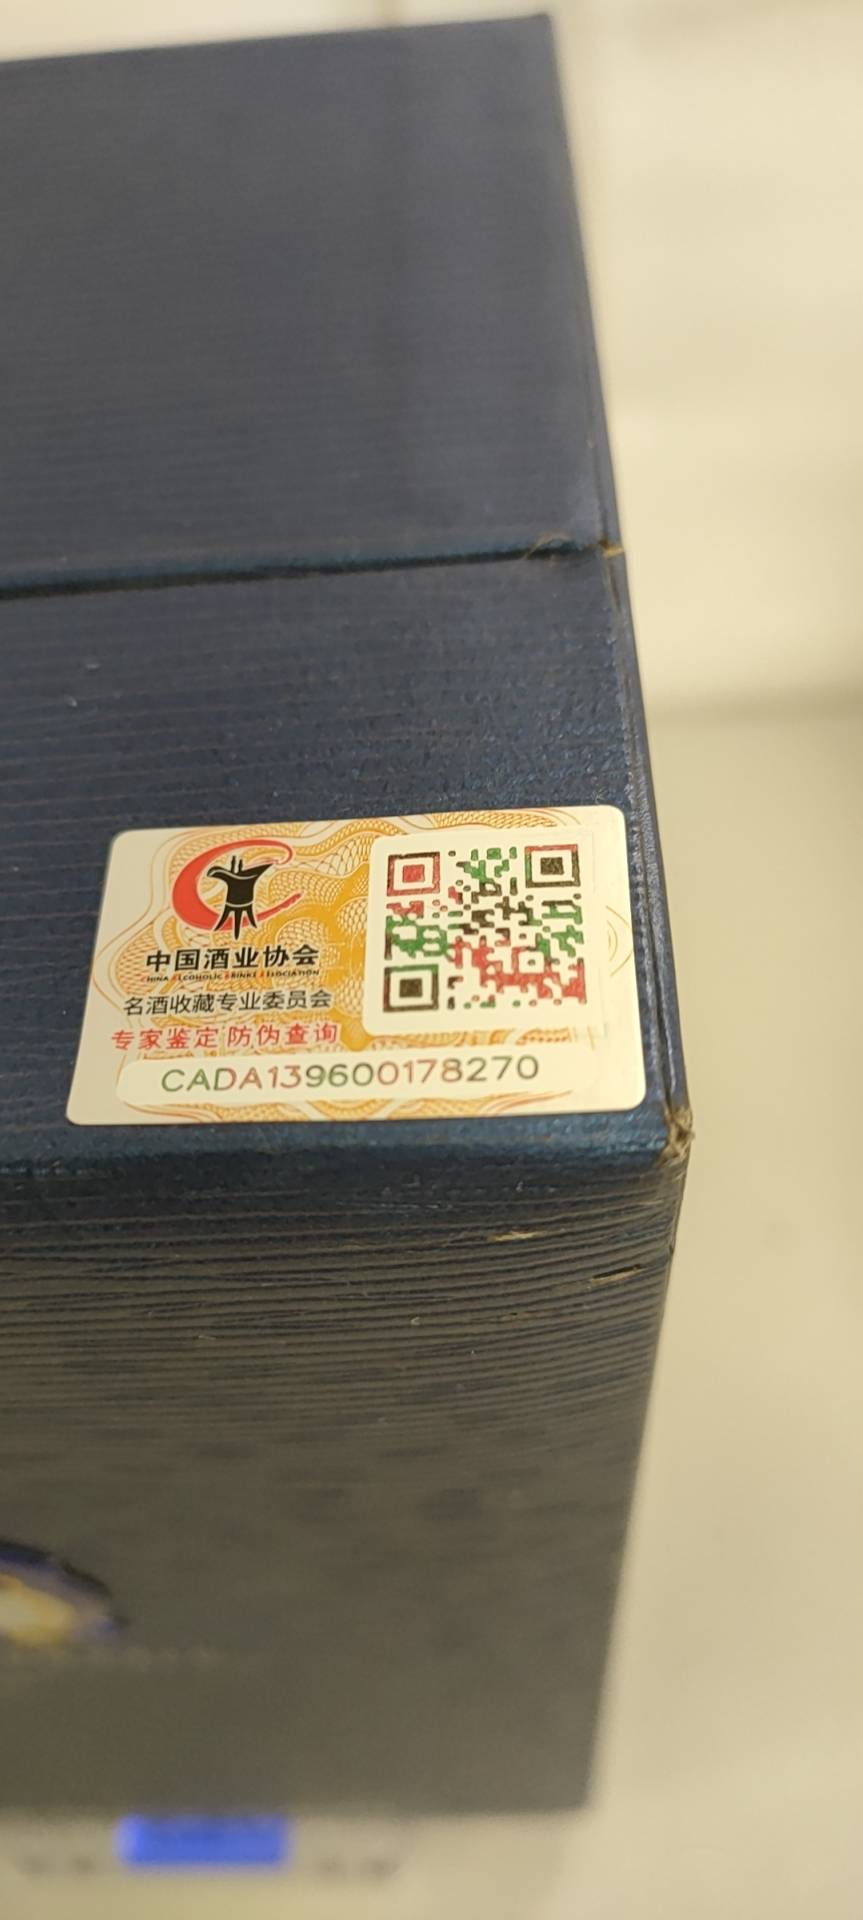 中国酒业协会
CHINA ALCOHOLIC DRINKS ASSOCIATION
名酒收藏专业委员会
专家鉴定 防伪查询
CADA139600178270